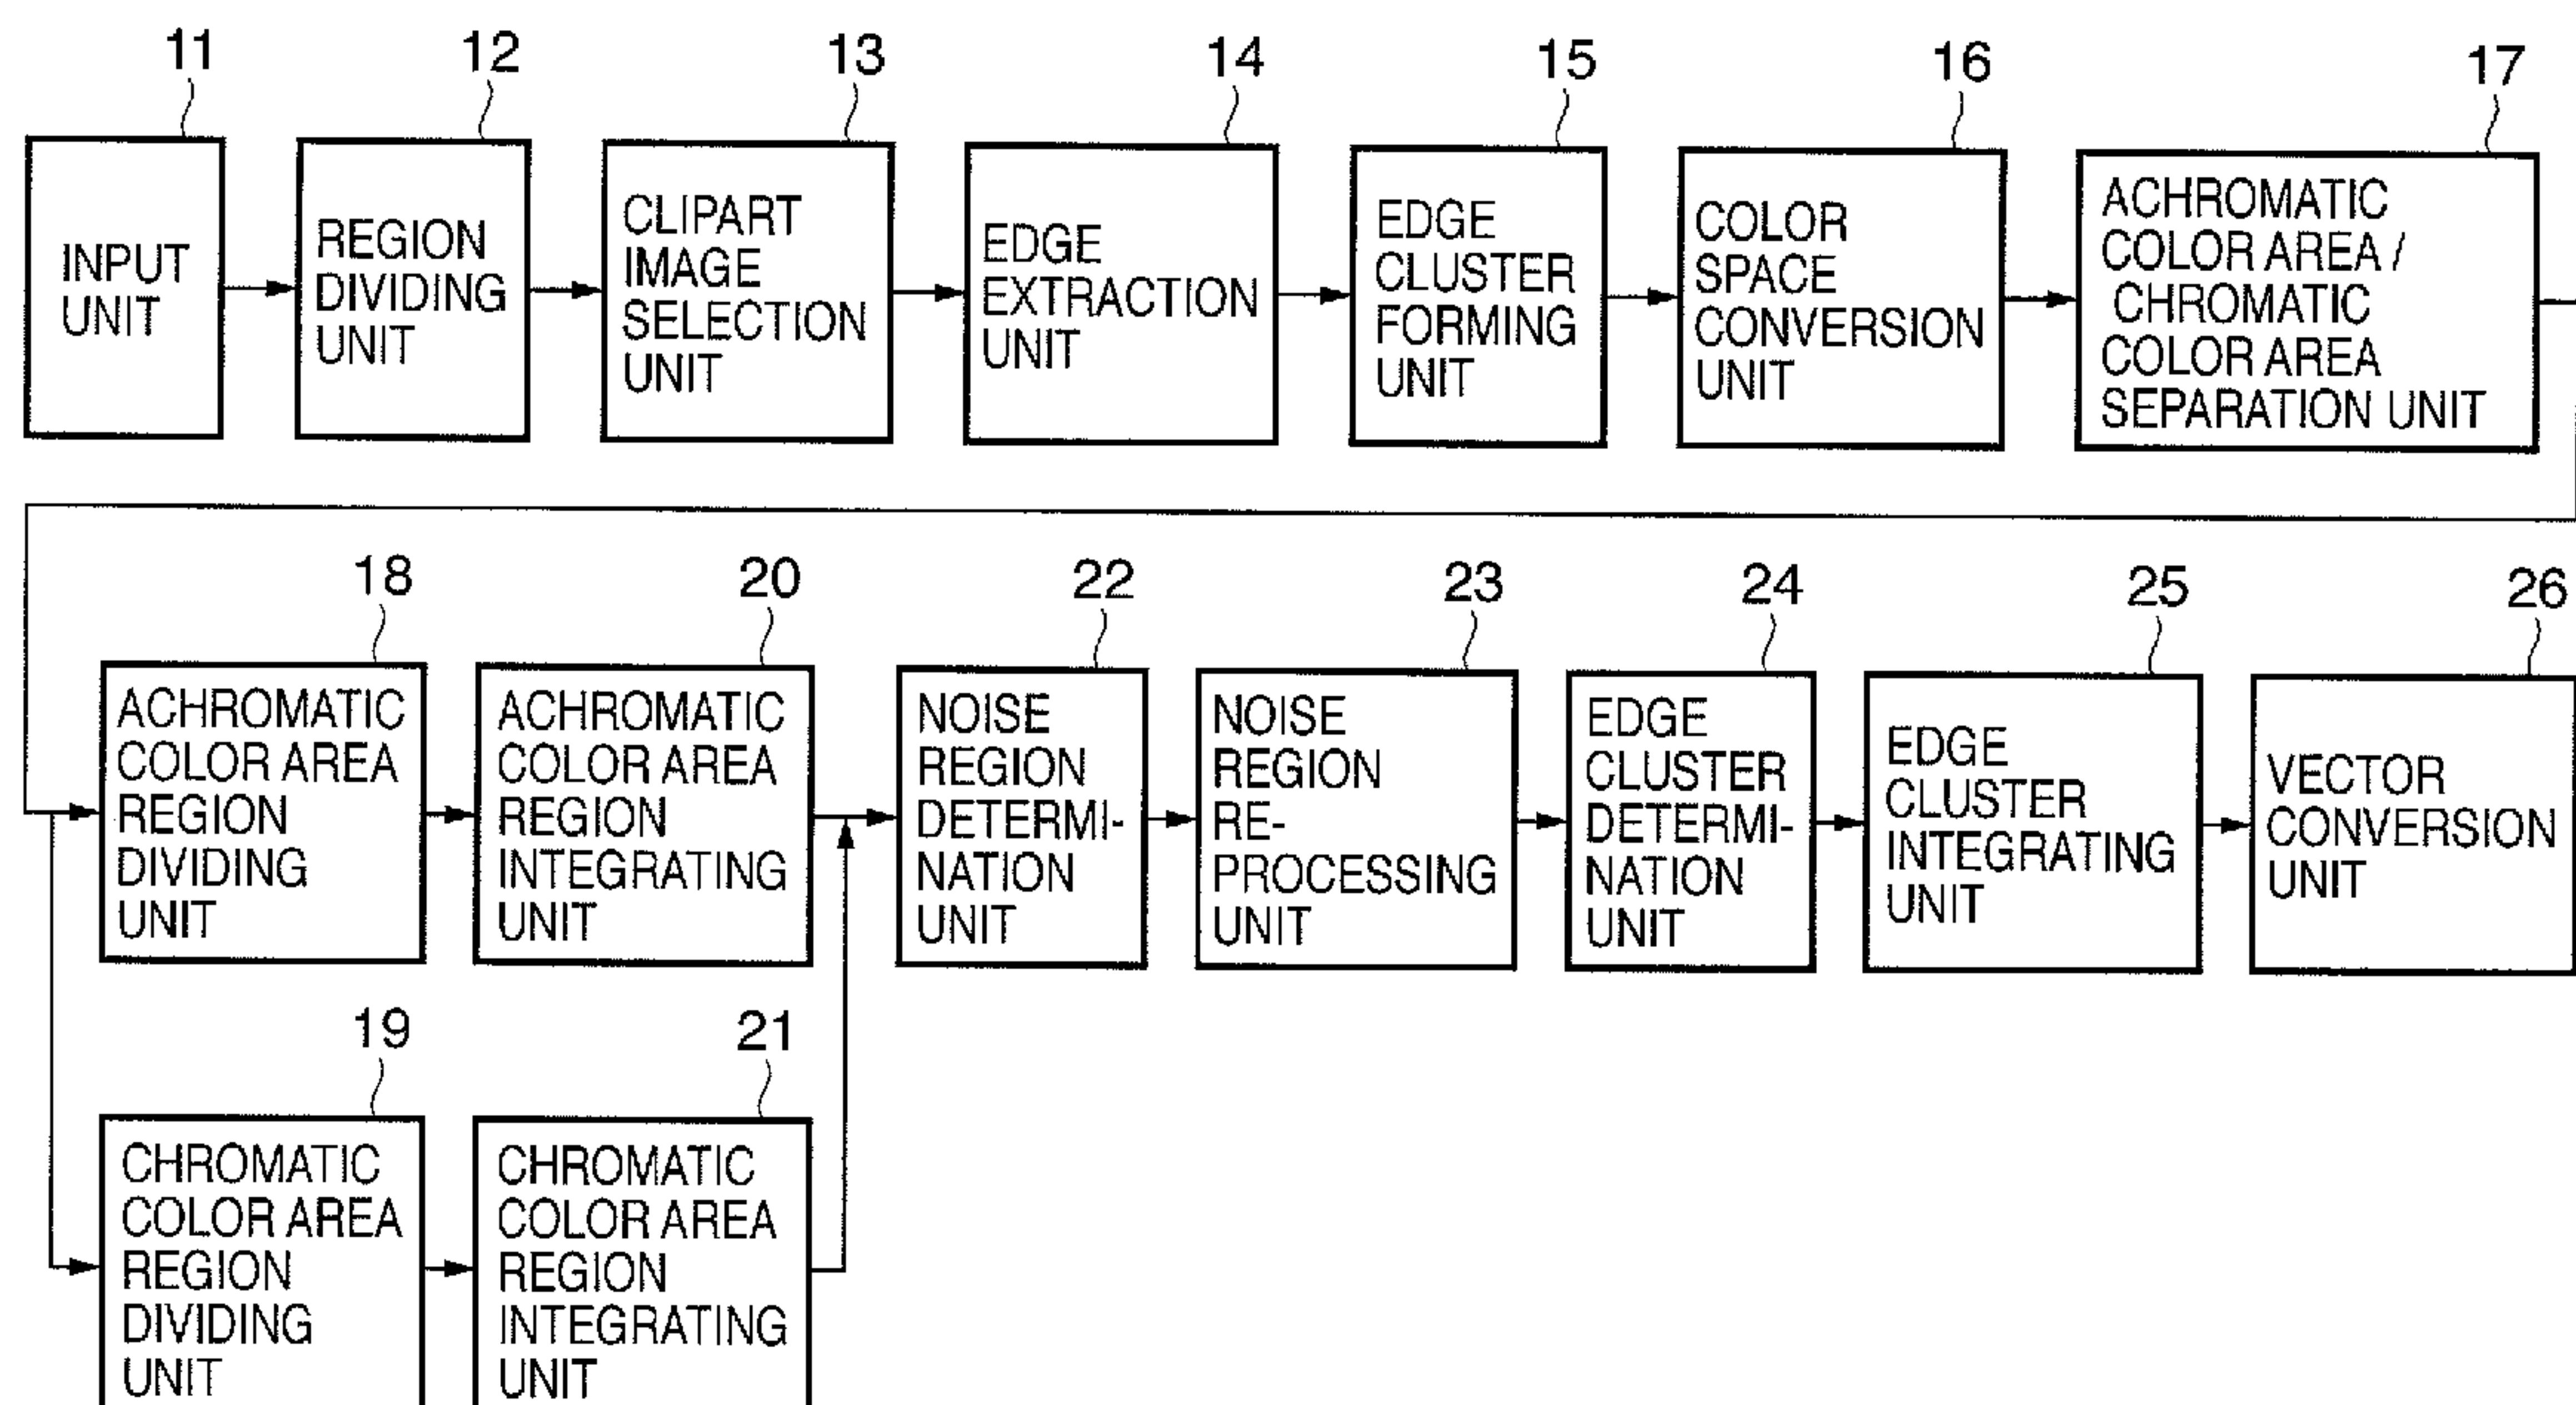 11
12
13
14
15
16
17
INPUT
UNIT
REGION
DIVIDING
UNIT
CLIPART
IMAGE
SELECTION
UNIT
EDGE
EXTRACTION
UNIT
EDGE
CLUSTER
FORMING
UNIT
COLOR
SPACE
CONVERSION
UNIT
ACHROMATIC
COLOR AREA /
CHROMATIC
COLOR AREA
SEPARATION UNIT
18
20
22
23
24
25
26
ACHROMATIC
COLOR AREA
REGION
DIVIDING
UNIT
ACHROMATIC
COLOR AREA
REGION
INTEGRATING
UNIT
NOISE
REGION
DETERMI-
NATION
UNIT
NOISE
REGION
RE-
PROCESSING
UNIT
EDGE
CLUSTER
DETERMI-
NATION
UNIT
EDGE
CLUSTER
INTEGRATING
UNIT
VECTOR
CONVERSION
UNIT
19
21
CHROMATIC
COLOR AREA
REGION
DIVIDING
UNIT
CHROMATIC
COLOR AREA
REGION
INTEGRATING
UNIT